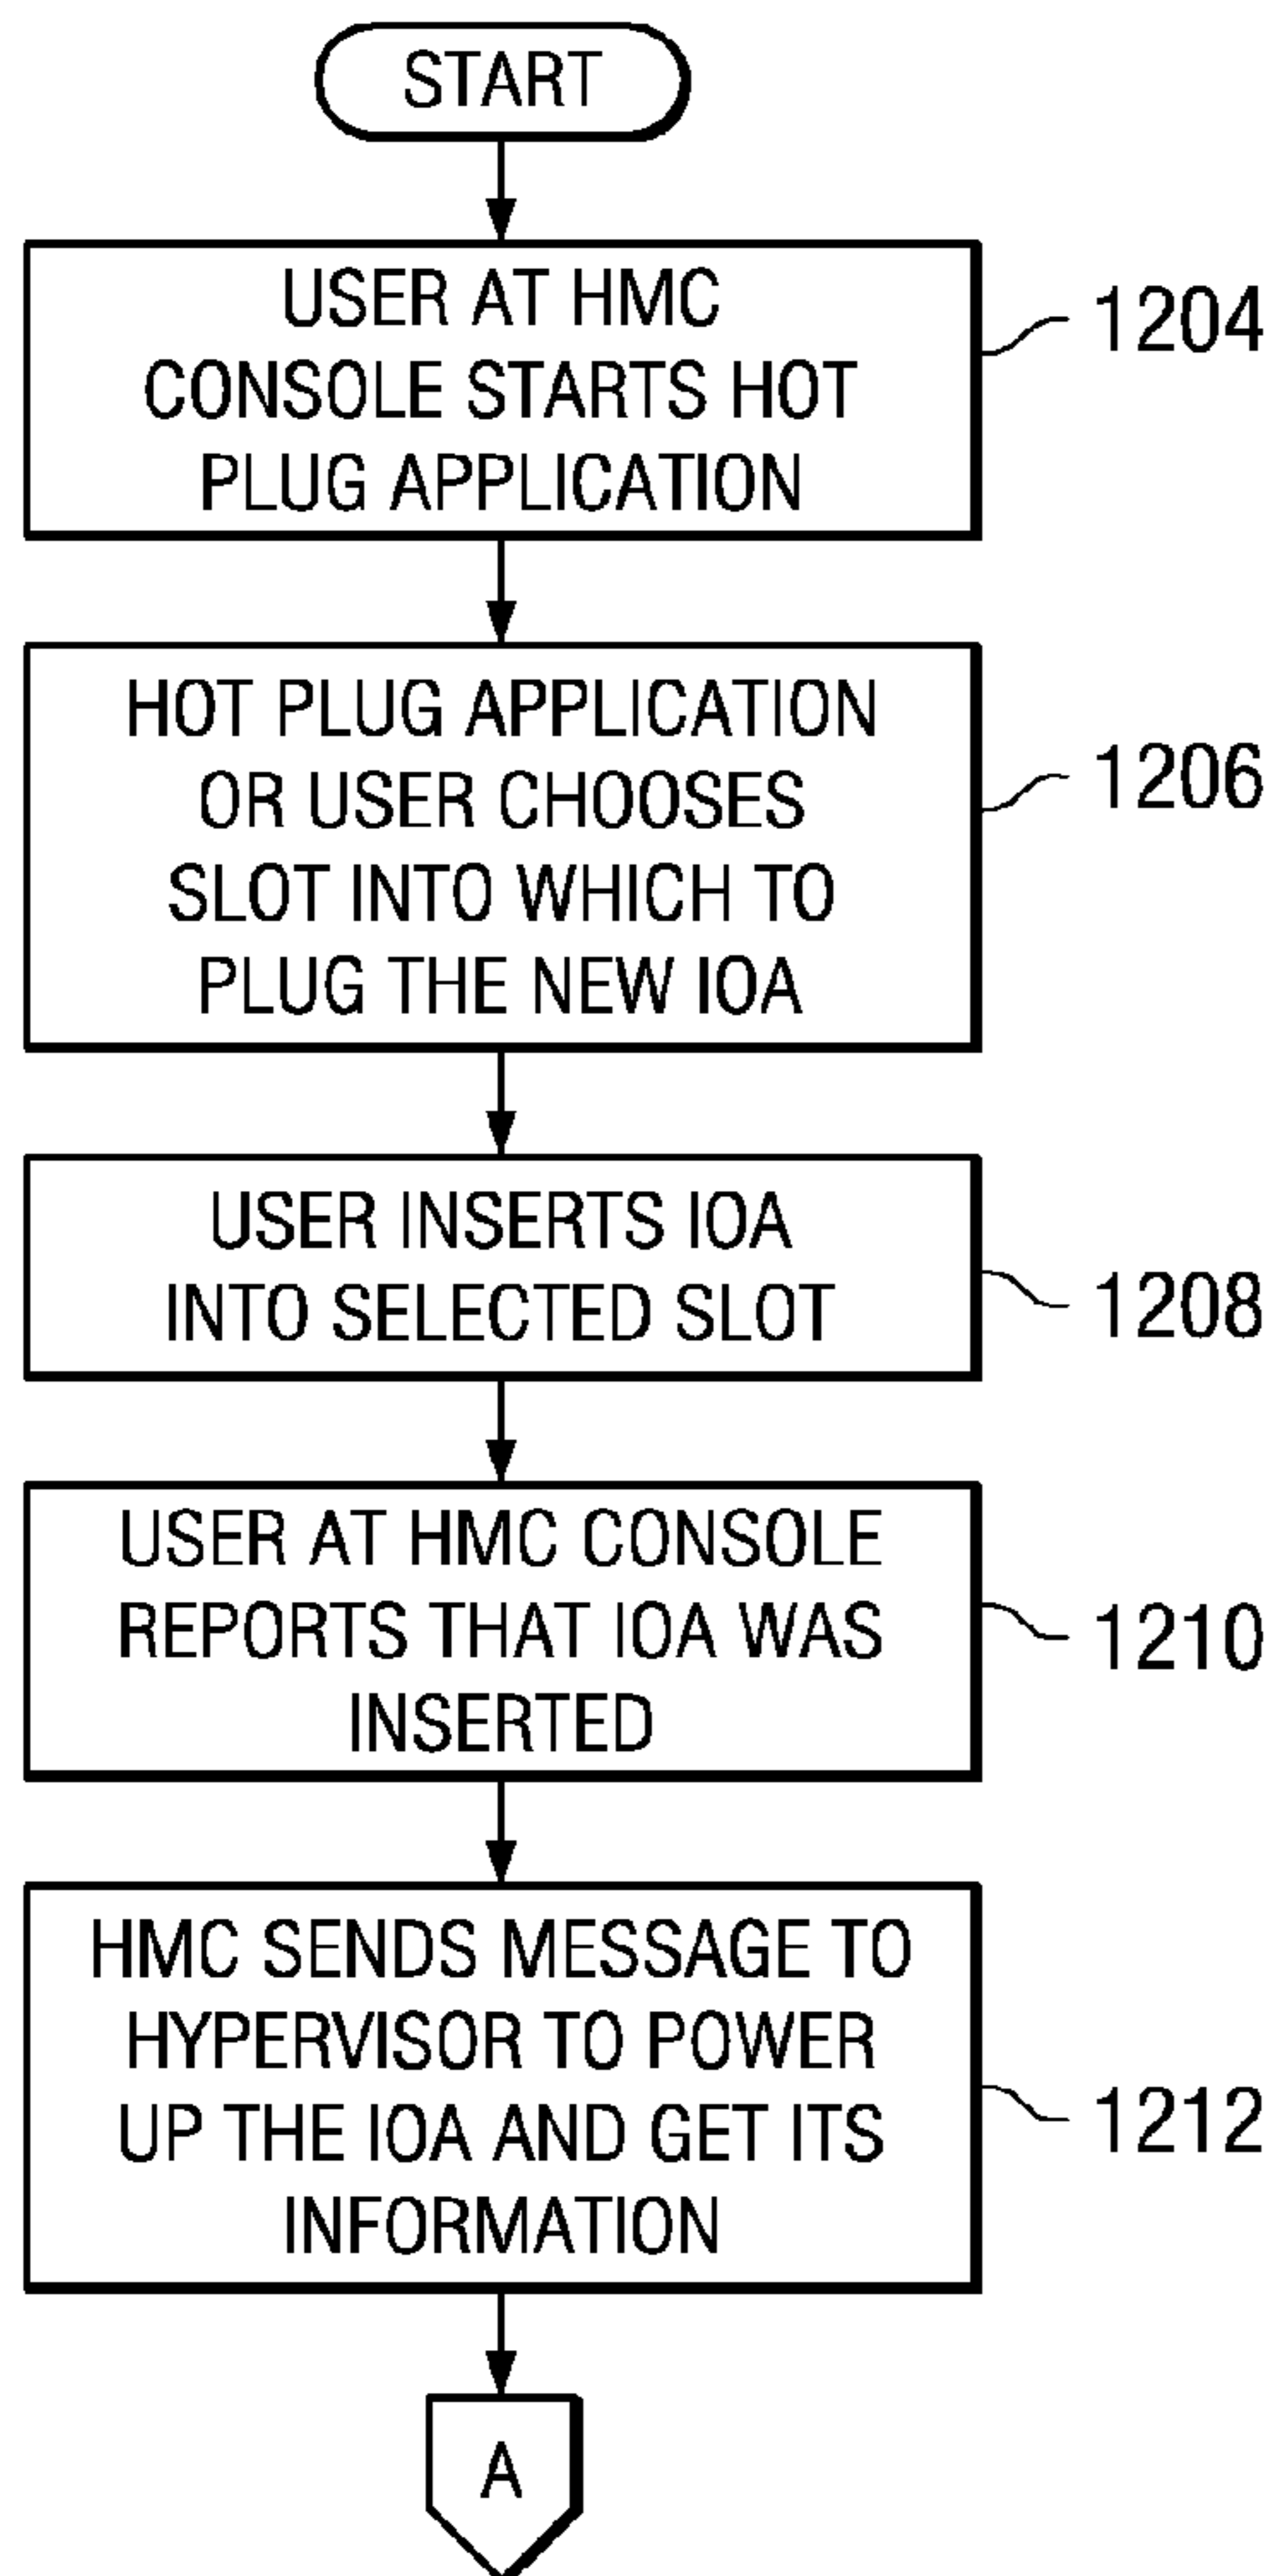 START
USER AT HMC
CONSOLE STARTS HOT
PLUG APPLICATION
1204
HOT PLUG APPLICATION
OR USER CHOOSES
SLOT INTO WHICH TO
PLUG THE NEW IOA
1206
USER INSERTS IOA
INTO SELECTED SLOT
1208
USER AT HMC CONSOLE
REPORTS THAT IOA WAS
INSERTED
1210
HMC SENDS MESSAGE TO
HYPERVISOR TO POWER
UP THE IOA AND GET ITS
INFORMATION
1212
A